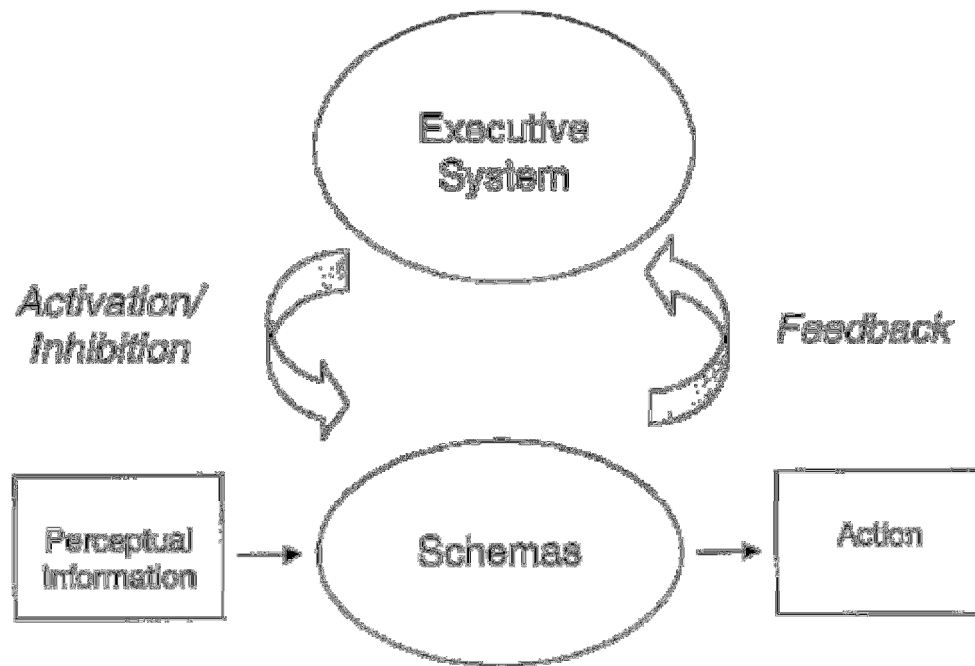 Executive
System
Activation/
Inhibition
Feedback
Perceptual
Information
Schemas
Action